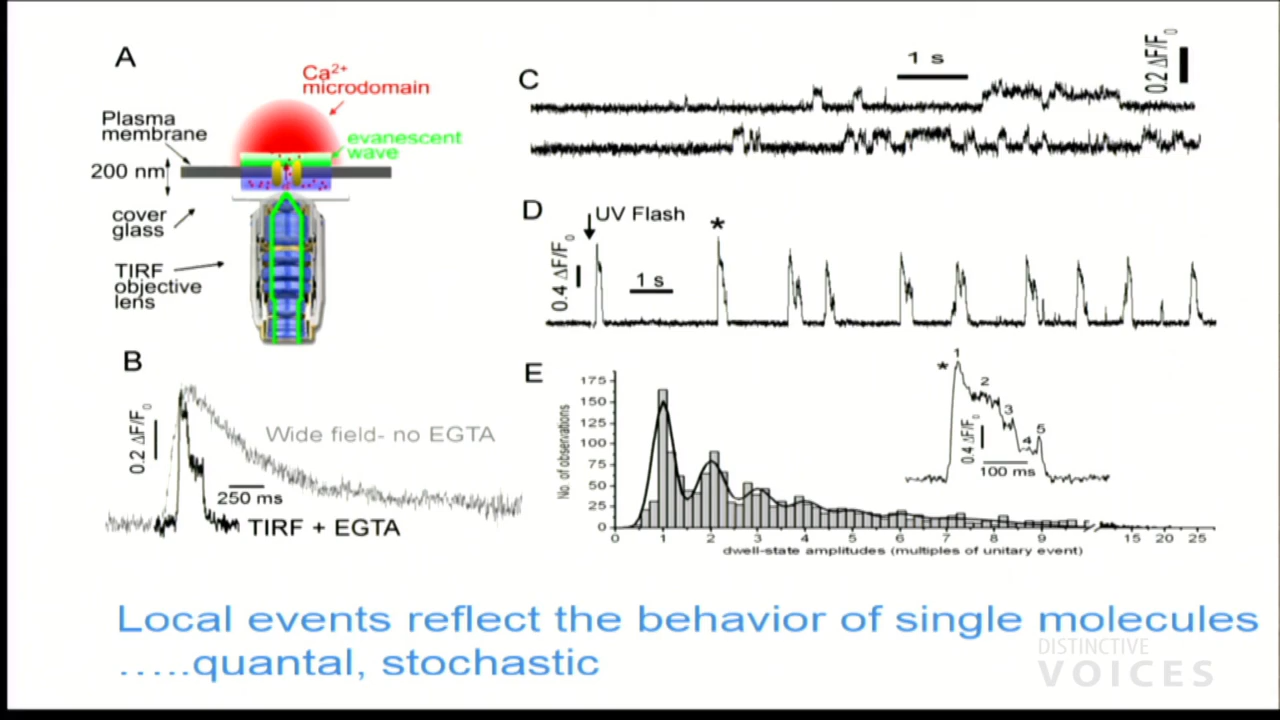 A
Ca2+
microdomain
Plasma
membrane
evanescent
wave
200 nm
cover
glass
TIRF
objective
lens
B
0.2 ΔF/F0
Wide field- no EGTA
250 ms
TIRF + EGTA
C
1 s
0.2 ΔF/F0
D
UV Flash
*
0.4 ΔF/F0
1 s
E
No. of observations
175
150
125
100
75
50
25
0
0 1 2 3 4 5 6 7 8 9 15 20 25
dwell-state amplitudes (multiples of unitary event)
*
1
2
3
4
5
0.4 ΔF/F0
100 ms
Local events reflect the behavior of single molecules
…..quantal, stochastic
DISTINCTIVE
VOICES